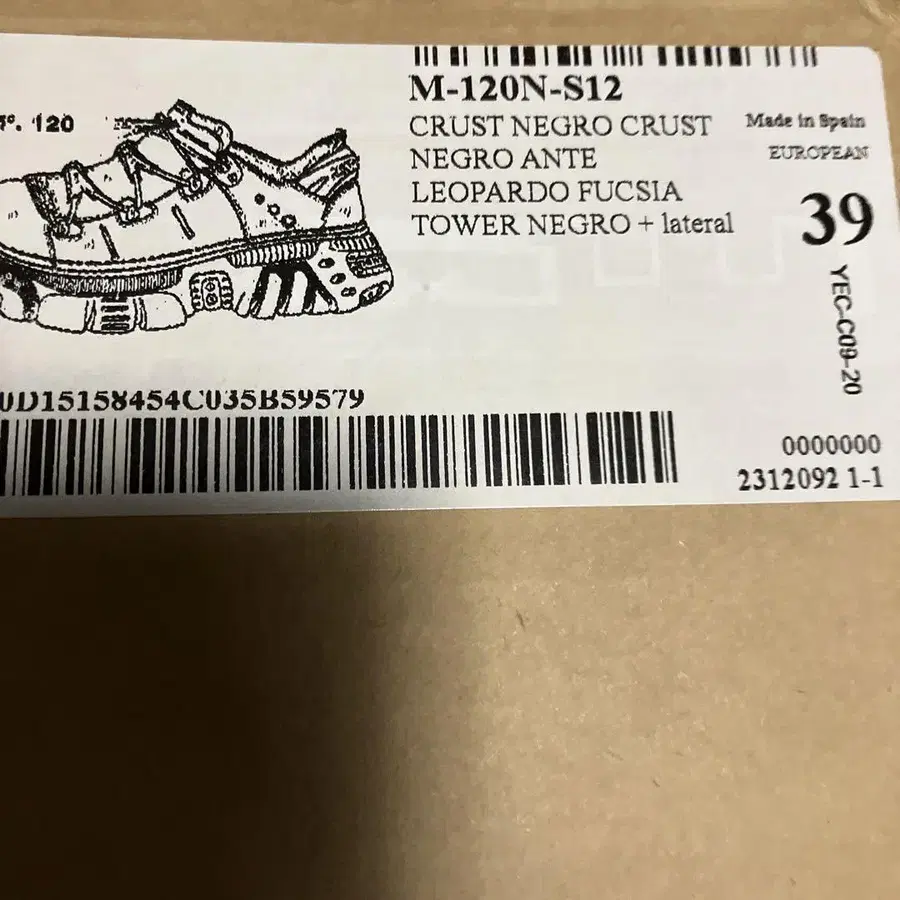 M-120N-S12
CRUST NEGRO CRUST
NEGRO ANTE
LEOPARDO FUCSIA
TOWER NEGRO + lateral
120
Made in Spain
EUROPEAN
39
YEC-C09-20
0D15158454C035B59579
0000000
2312092 1-1